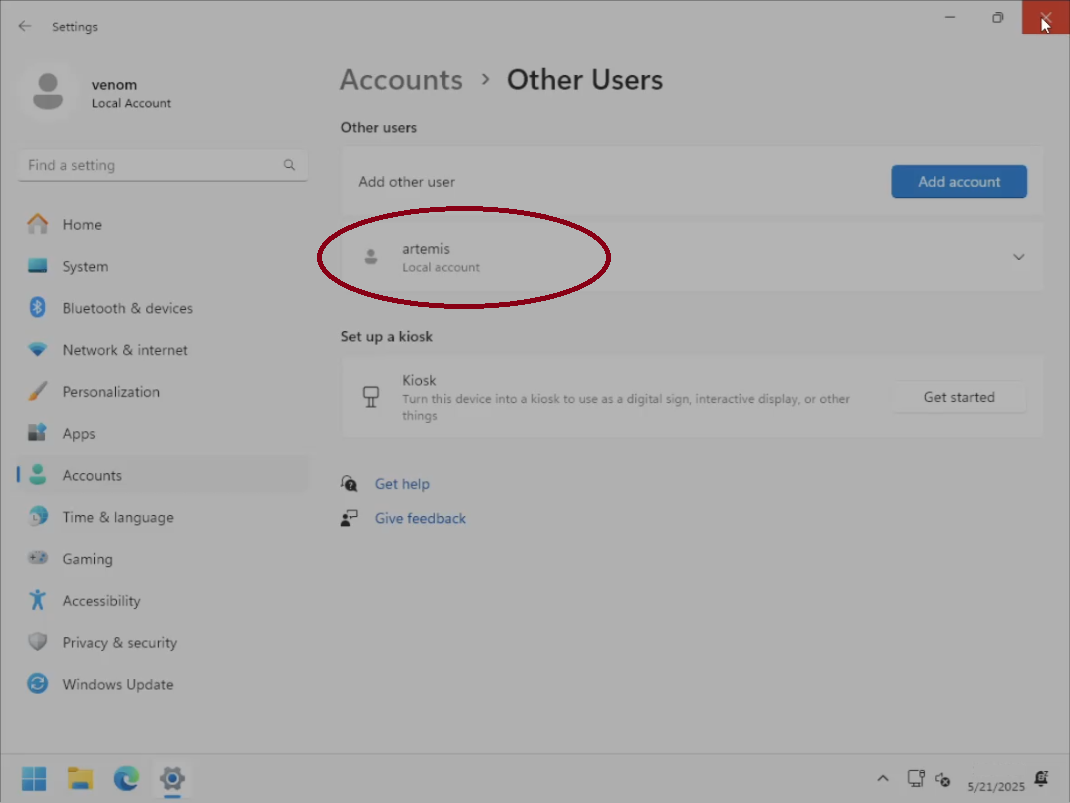 Settings
venom
Local Account
Find a setting
Home
System
Bluetooth & devices
Network & internet
Personalization
Apps
Accounts
Time & language
Gaming
Accessibility
Privacy & security
Windows Update
Accounts > Other Users
Other users
Add other user
Add account
artemis
Local account
Set up a kiosk
Kiosk
Turn this device into a kiosk to use as a digital sign, interactive display, or other
things
Get started
Get help
Give feedback
5/21/2025